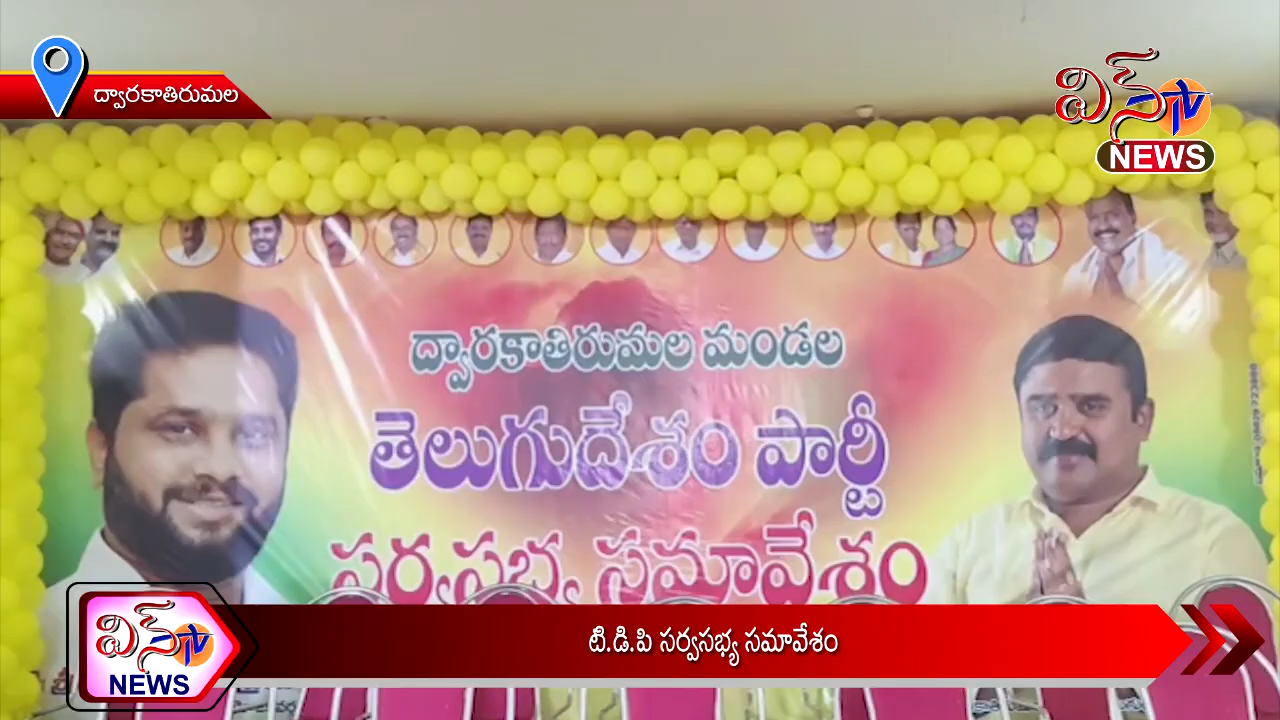 ద్వారకాతిరుమల
విన్ TV
NEWS
ద్వారకాతిరుమల మండల
తెలుగుదేశం పార్టీ
సర్వసభ్య సమావేశం
టి.డి.పి సర్వసభ్య సమావేశం
విన్ TV
NEWS